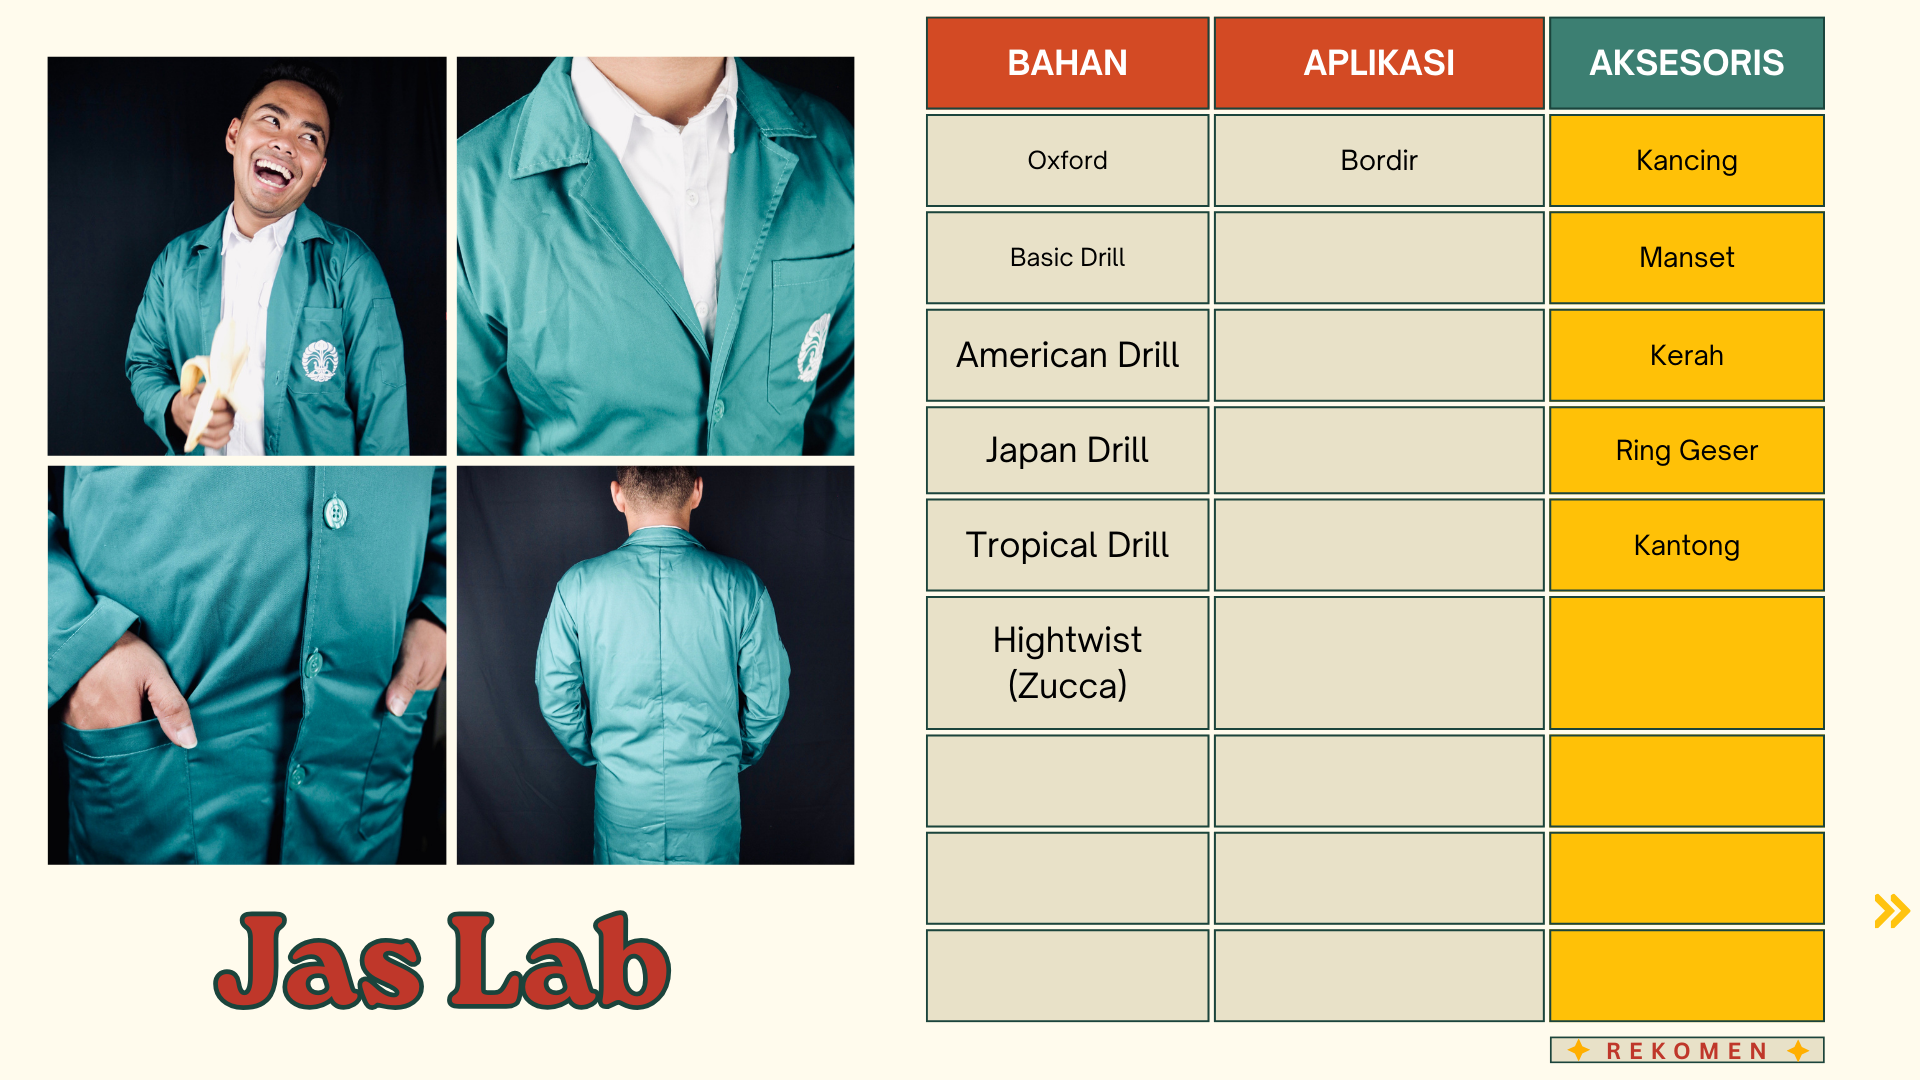 BAHAN APLIKASI AKSESORIS
Oxford Bordir Kancing
Basic Drill Manset
American Drill Kerah
Japan Drill Ring Geser
Tropical Drill Kantong
Hightwist
(Zucca)
Jas Lab
REKOMEN